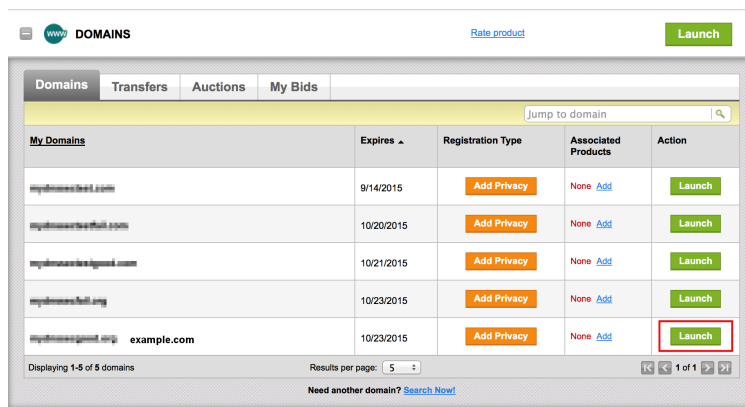 www DOMAINS Rate product Launch
Domains Transfers Auctions My Bids
Jump to domain
My Domains Expires Registration Type Associated Products Action
9/14/2015 Add Privacy None Add Launch
10/20/2015 Add Privacy None Add Launch
10/21/2015 Add Privacy None Add Launch
10/23/2015 Add Privacy None Add Launch
example.com 10/23/2015 Add Privacy None Add Launch
Displaying 1-5 of 5 domains Results per page: 5 1 of 1
Need another domain? Search Now!